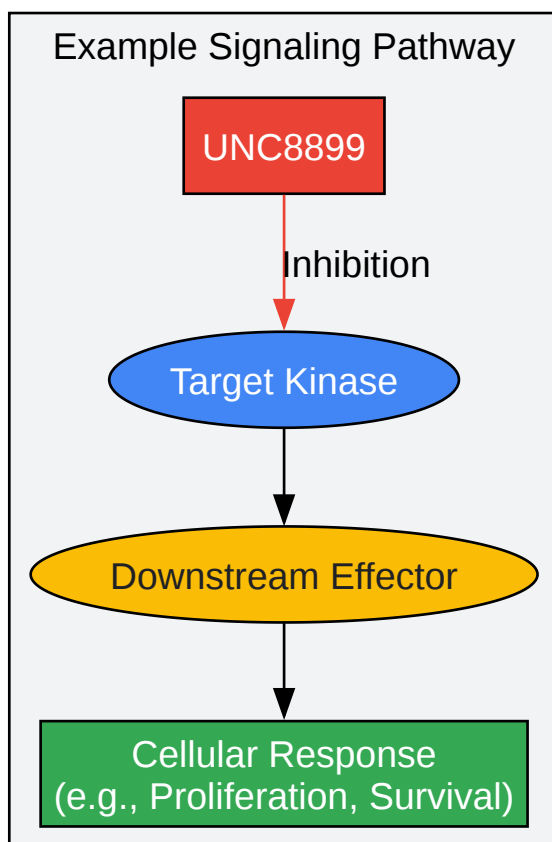 Example Signaling Pathway
UNC8899
Inhibition
Target Kinase
Downstream Effector
Cellular Response
(e.g., Proliferation, Survival)